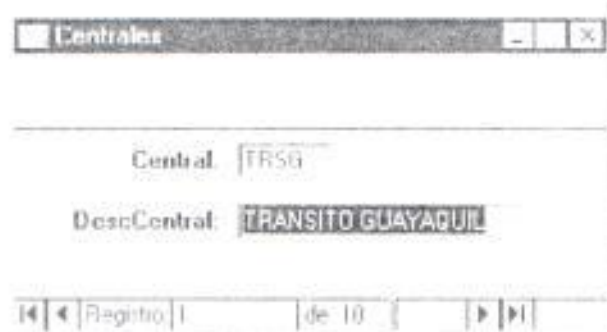 Centrales
Central: TRSG
DescCentral: TRANSITO GUAYAQUIL
Registro: 1 de 10